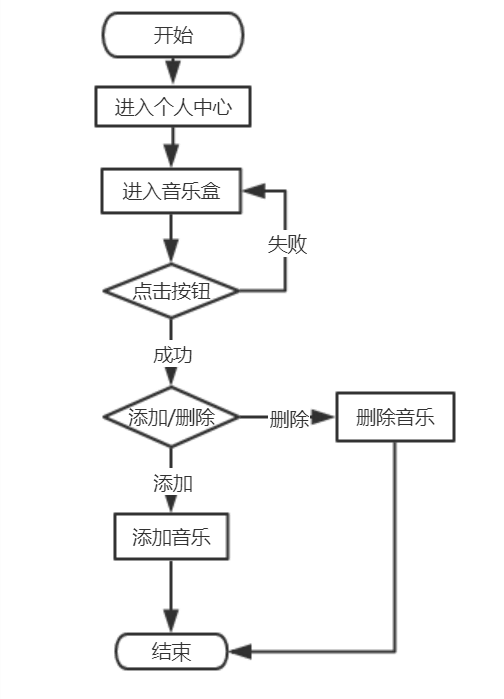 开始
进入个人中心
进入音乐盒
失败
点击按钮
成功
添加/删除
删除
删除音乐
添加
添加音乐
结束